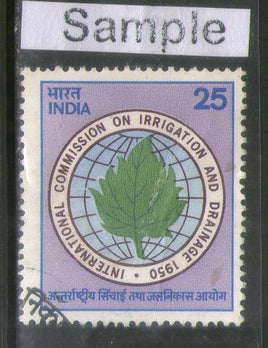 Sample
भारत 25
INDIA
INTERNATIONAL COMMISSION ON IRRIGATION AND DRAINAGE 1950
अन्तर्राष्ट्रीय सिंचाई तथा जलनिकास आयोग